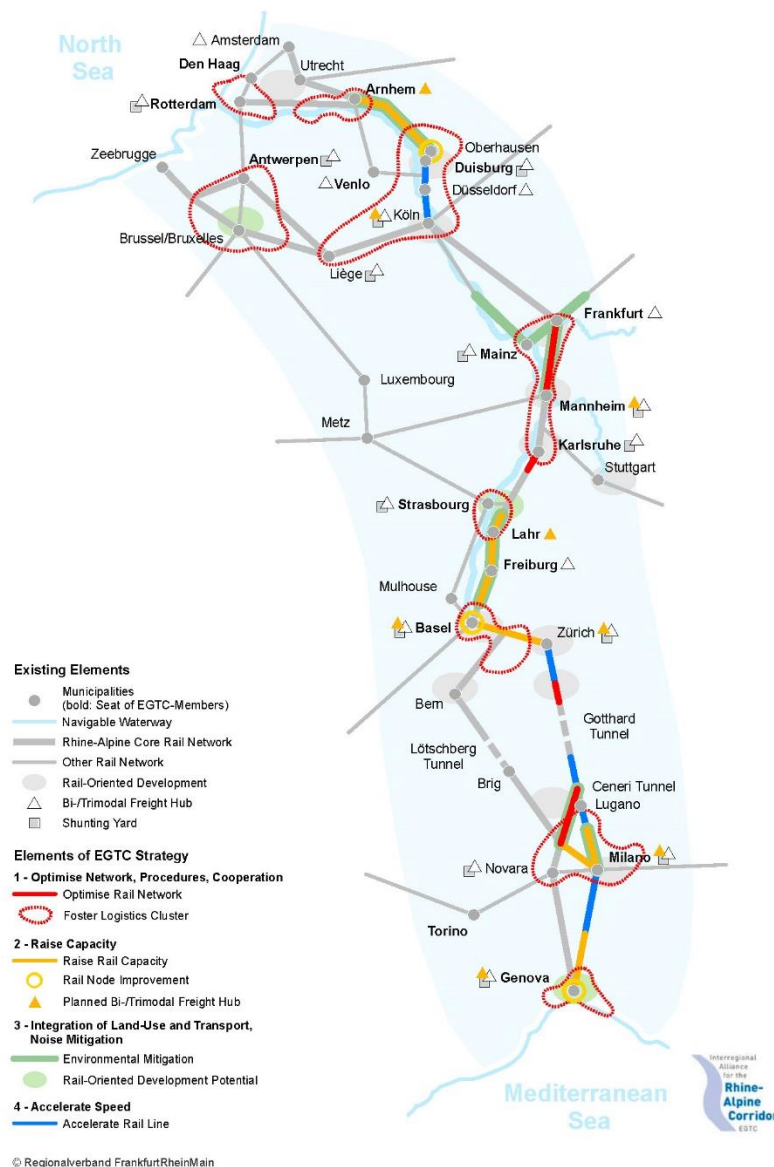 North
Sea
Amsterdam
Den Haag
Utrecht
Arnhem
Rotterdam
Oberhausen
Zeebrugge
Antwerpen
Duisburg
Venlo
Düsseldorf
Köln
Brussel/Bruxelles
Liège
Frankfurt
Mainz
Luxembourg
Mannheim
Metz
Karlsruhe
Stuttgart
Strasbourg
Lahr
Freiburg
Mulhouse
Basel
Zürich
Bern
Gotthard
Tunnel
Lötschberg
Tunnel
Brig
Ceneri Tunnel
Lugano
Milano
Novara
Torino
Genova
Mediterranean
Sea
Existing Elements
Municipalities
(bold: Seat of EGTC-Members)
Navigable Waterway
Rhine-Alpine Core Rail Network
Other Rail Network
Rail-Oriented Development
Bi-/Trimodal Freight Hub
Shunting Yard
Elements of EGTC Strategy
1 - Optimise Network, Procedures, Cooperation
Optimise Rail Network
Foster Logistics Cluster
2 - Raise Capacity
Raise Rail Capacity
Rail Node Improvement
Planned Bi-/Trimodal Freight Hub
3 - Integration of Land-Use and Transport,
Noise Mitigation
Environmental Mitigation
Rail-Oriented Development Potential
4 - Accelerate Speed
Accelerate Rail Line
© Regionalverband FrankfurtRheinMain
Interregional
Alliance
for the
Rhine-
Alpine
Corridor
EGTC